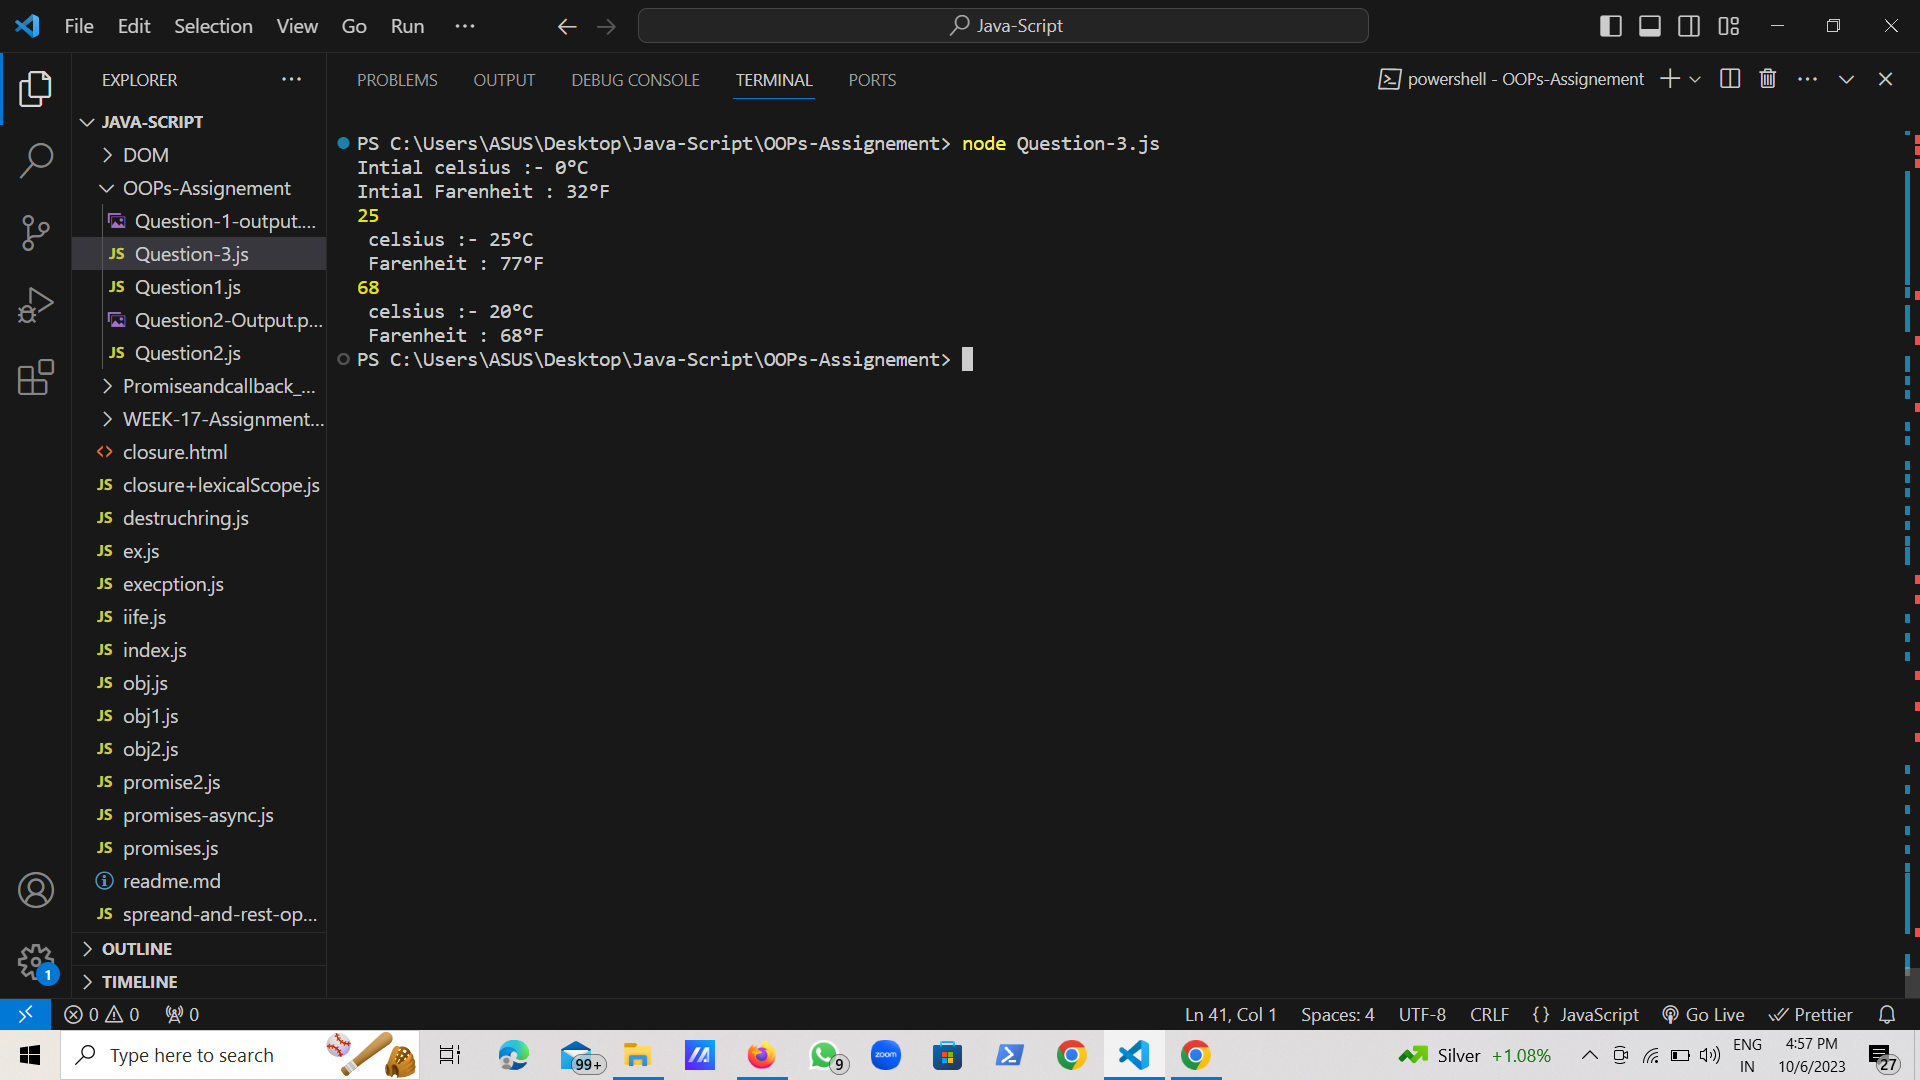 File Edit Selection View Go Run ···
Java-Script
EXPLORER
JAVA-SCRIPT
DOM
OOPs-Assignement
Question-1-output....
JS Question-3.js
JS Question1.js
Question2-Output.p...
JS Question2.js
Promiseandcallback_...
WEEK-17-Assignment...
closure.html
JS closure+lexicalScope.js
JS destruchring.js
JS ex.js
JS execption.js
JS iife.js
JS index.js
JS obj.js
JS obj1.js
JS obj2.js
JS promise2.js
JS promises-async.js
JS promises.js
readme.md
JS spreand-and-rest-op...
OUTLINE
TIMELINE
1
PROBLEMS OUTPUT DEBUG CONSOLE TERMINAL PORTS
powershell - OOPs-Assignement
PS C:\Users\ASUS\Desktop\Java-Script\OOPs-Assignement> node Question-3.js
Intial celsius :- 0°C
Intial Farenheit : 32°F
25
celsius :- 25°C
Farenheit : 77°F
68
celsius :- 20°C
Farenheit : 68°F
PS C:\Users\ASUS\Desktop\Java-Script\OOPs-Assignement>
0 0 0
Ln 41, Col 1 Spaces: 4 UTF-8 CRLF {} JavaScript Go Live Prettier
Type here to search
99+
9
zoom
Silver +1.08%
ENG
IN
4:57 PM
10/6/2023
27